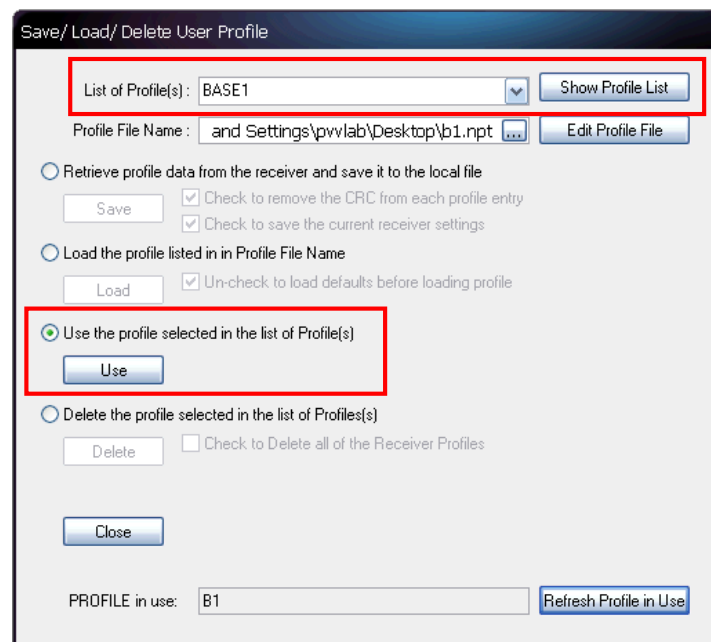 Save/ Load/ Delete User Profile
List of Profile(s) : BASE1 Show Profile List
Profile File Name : and Settings\pvvlab\Desktop\b1.npt ... Edit Profile File
Retrieve profile data from the receiver and save it to the local file
Save Check to remove the CRC from each profile entry
Check to save the current receiver settings
Load the profile listed in in Profile File Name
Load Un-check to load defaults before loading profile
Use the profile selected in the list of Profile(s)
Use
Delete the profile selected in the list of Profiles(s)
Delete Check to Delete all of the Receiver Profiles
Close
PROFILE in use: B1 Refresh Profile in Use